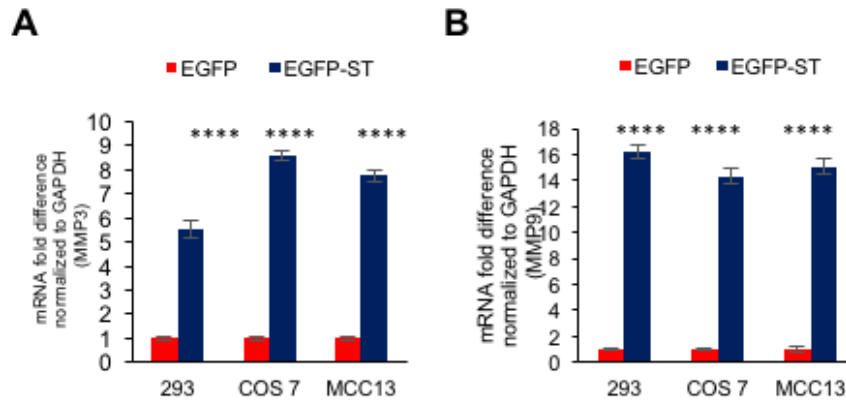 A
EGFP EGFP-ST
mRNA fold difference
normalized to GAPDH
(MMP3)
10
9
8
7
6
5
4
3
2
1
0
**** **** ****
293 COS 7 MCC13
B
EGFP EGFP-ST
mRNA fold difference
normalized to GAPDH
(MMP9)
18
16
14
12
10
8
6
4
2
0
**** **** ****
293 COS 7 MCC13